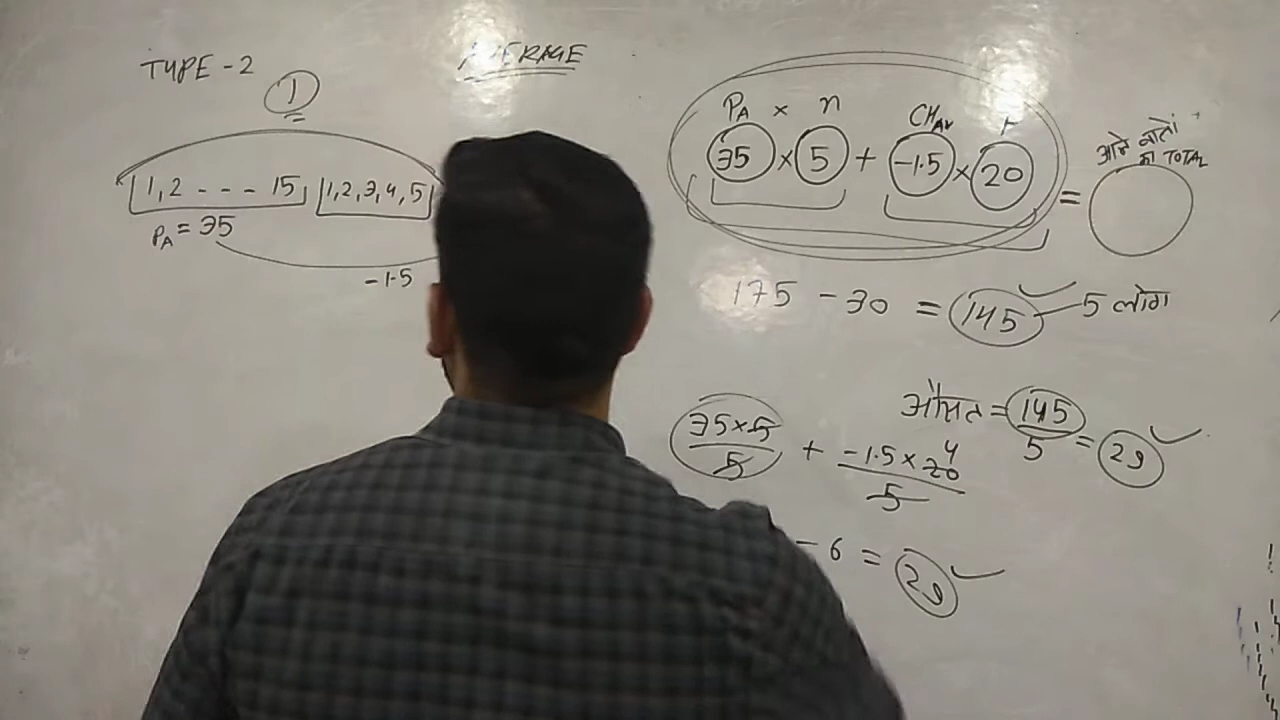 TYPE - 2
AVERAGE
1
1, 2 - - - 15 1, 2, 3, 4, 5
PA = 35
-1.5
PA × n CHAV r
35 × 5 + -1.5 × 20 =
आने वालो का TOTAL
175 - 30 = 145 5 लोग
औसत = 145/5 = 29
35×5/5 + -1.5×20/5
4
- 6 = 29